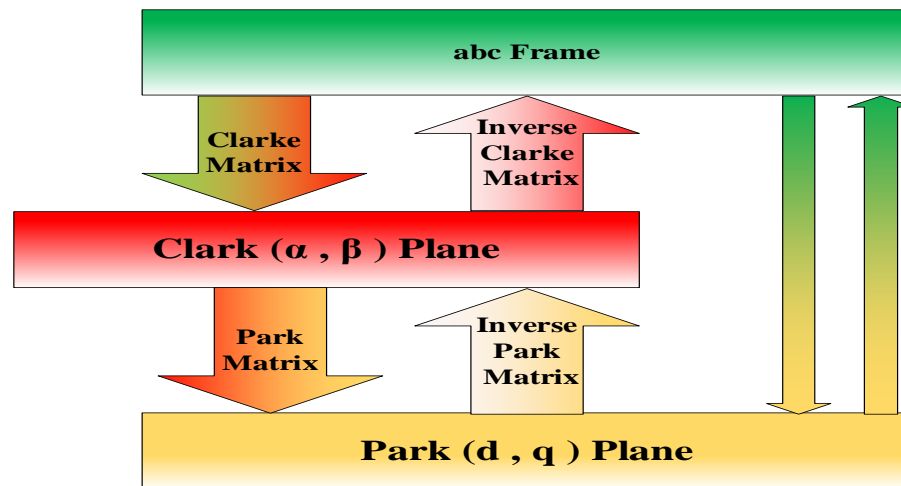 abc Frame
Clarke
Matrix
Inverse
Clarke
Matrix
Clark (α , β ) Plane
Park
Matrix
Inverse
Park
Matrix
Park (d , q ) Plane